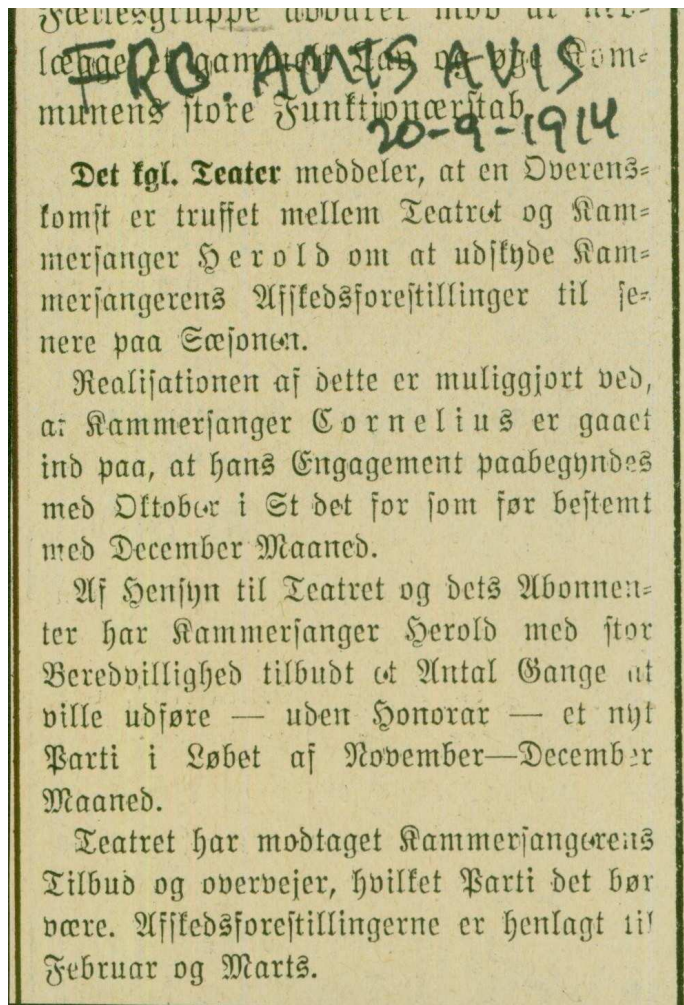 Fællesgruppe
munens store Funktionærstab.
FRC. AMTS AVIS
20-9-1914
Det kgl. Teater meddeler, at en Overens-
komst er truffet mellem Teatret og Kam-
mersanger Herold om at udskyde Kam-
mersangerens Afskedsforestillinger til se-
nere paa Sæsonen.
Realisationen af dette er muliggjort ved,
at Kammersanger Cornelius er gaaet
ind paa, at hans Engagement paabegyndes
med Oktober i St det for som før bestemt
med December Maaned.
Af Hensyn til Teatret og dets Abonnen-
ter har Kammersanger Herold med stor
Beredvillighed tilbudt et Antal Gange at
ville udføre — uden Honorar — et nyt
Parti i Løbet af November—December
Maaned.
Teatret har modtaget Kammersangerens
Tilbud og overvejer, hvilket Parti det bør
være. Afskedsforestillingerne er henlagt til
Februar og Marts.